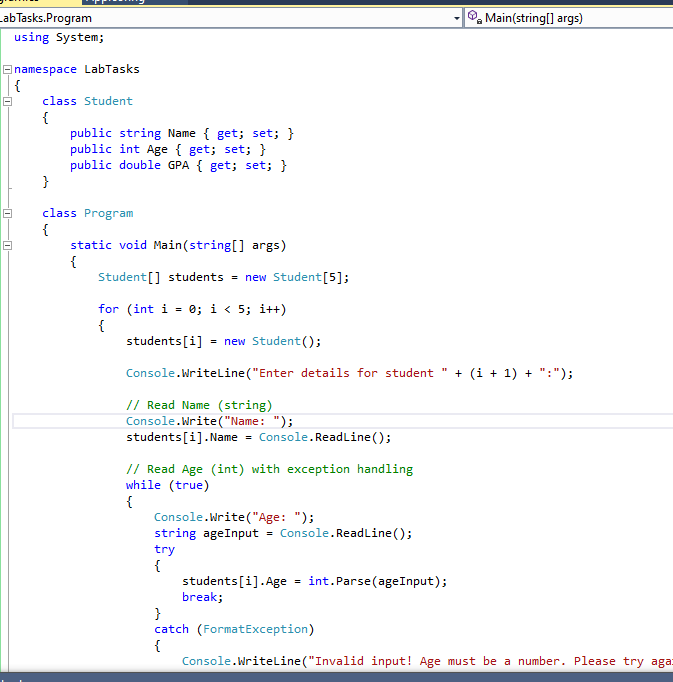 LabTasks.Program Main(string[] args)
using System;
namespace LabTasks
{
class Student
{
public string Name { get; set; }
public int Age { get; set; }
public double GPA { get; set; }
}
class Program
{
static void Main(string[] args)
{
Student[] students = new Student[5];
for (int i = 0; i < 5; i++)
{
students[i] = new Student();
Console.WriteLine("Enter details for student " + (i + 1) + ":");
// Read Name (string)
Console.Write("Name: ");
students[i].Name = Console.ReadLine();
// Read Age (int) with exception handling
while (true)
{
Console.Write("Age: ");
string ageInput = Console.ReadLine();
try
{
students[i].Age = int.Parse(ageInput);
break;
}
catch (FormatException)
{
Console.WriteLine("Invalid input! Age must be a number. Please try aga